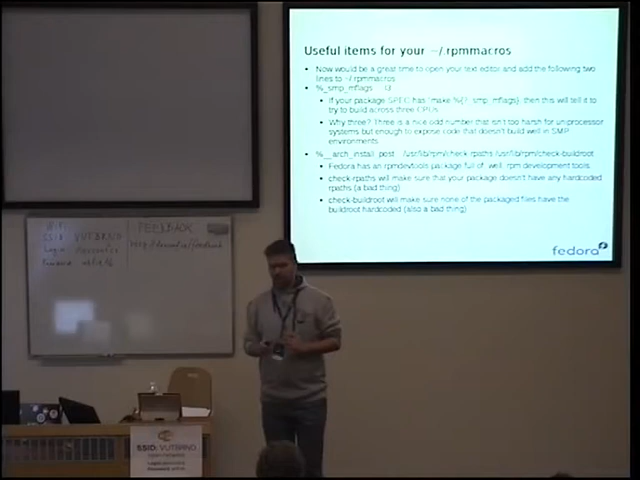 Useful items for your ~/.rpmmacros
Now would be a great time to open your text editor and add the following two
lines to ~/.rpmmacros
%_smp_mflags
If your package SPEC has "make %{?_smp_mflags}, then this will tell it to
try to build across three CPUs
Why three? Three is a nice odd number that isn't too harsh for uniprocessor
systems but enough to expose code that doesn't build well in SMP
environments.
%__arch_install_post /usr/lib/rpm/check-rpaths /usr/lib/rpm/check-buildroot
Fedora has an rpmdevtools package full of, well, rpm development tools.
check-rpaths will make sure that your package doesn't have any hardcoded
rpaths (a bad thing)
check-buildroot will make sure none of the packaged files have the
buildroot hardcoded (also a bad thing)
fedora
WiFi
SSID VUTBRNO
Login
FEEDBACK
SSID: VUTBRNO